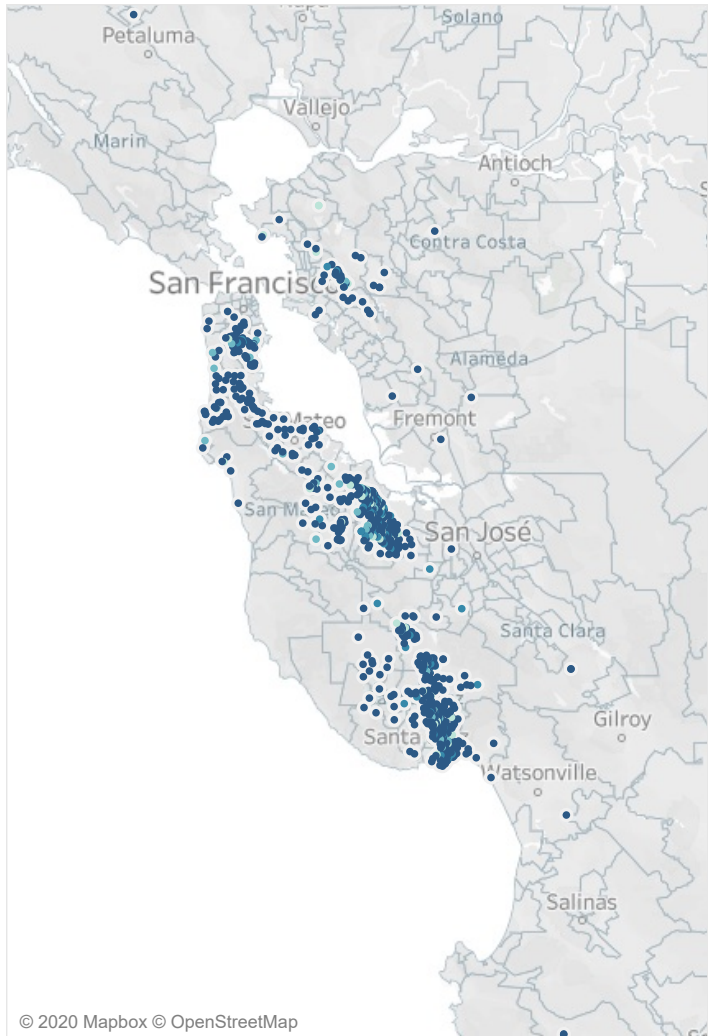 Solano
Petaluma
Vallejo
Marin
Antioch
Contra Costa
San Francisco
Alameda
Mateo
Fremont
San Mateo
San José
Santa Clara
Gilroy
Santa
Watsonville
Salinas
© 2020 Mapbox © OpenStreetMap